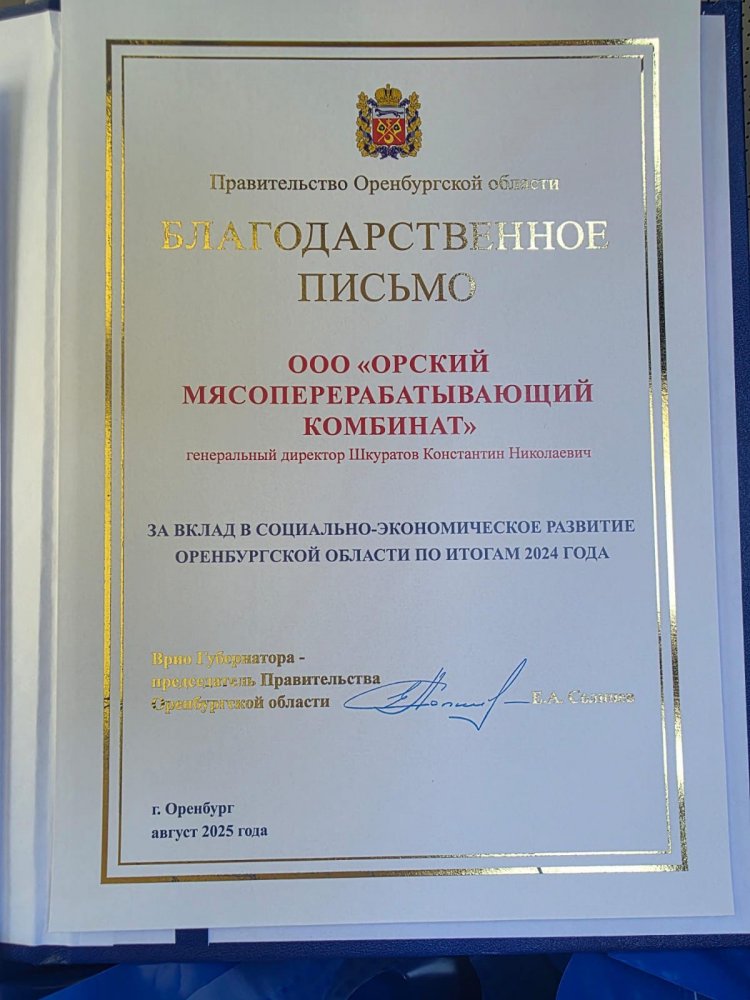 Правительство Оренбургской области
БЛАГОДАРСТВЕННОЕ
ПИСЬМО
ООО «ОРСКИЙ
МЯСОПЕРЕРАБАТЫВАЮЩИЙ
КОМБИНАТ»
генеральный директор Шкуратов Константин Николаевич
ЗА ВКЛАД В СОЦИАЛЬНО-ЭКОНОМИЧЕСКОЕ РАЗВИТИЕ
ОРЕНБУРГСКОЙ ОБЛАСТИ ПО ИТОГАМ 2024 ГОДА
Врио Губернатора -
председатель Правительства
Оренбургской области
Е.А.
г. Оренбург
август 2025 года